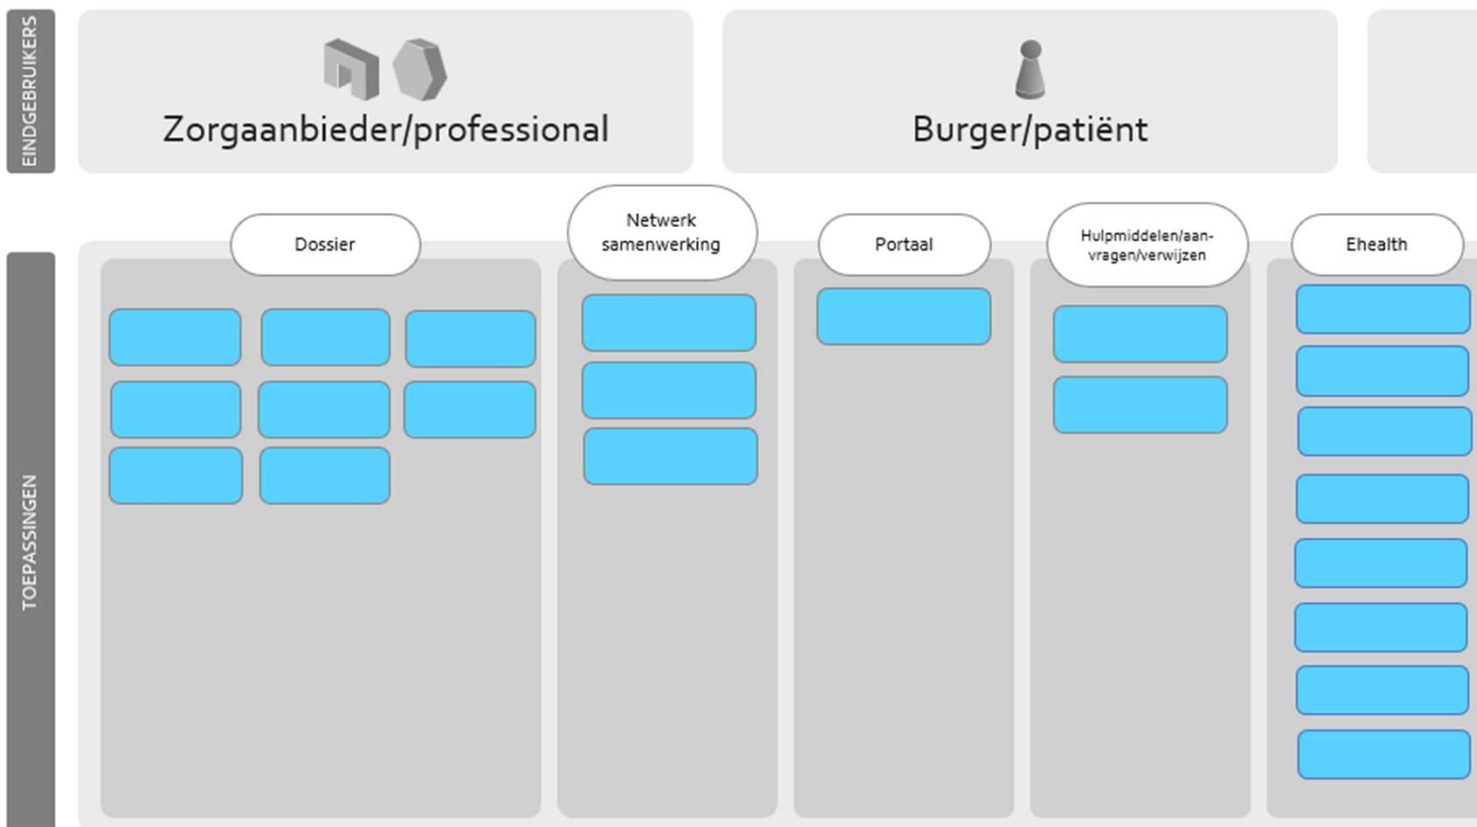 EINDGEBRUIKERS
Zorgaanbieder/professional
Burger/patiënt
Dossier
Netwerk
samenwerking
Portaal
Hulpmiddelen/aan-
vragen/verwijzen
Ehealth
TOEPASSINGEN